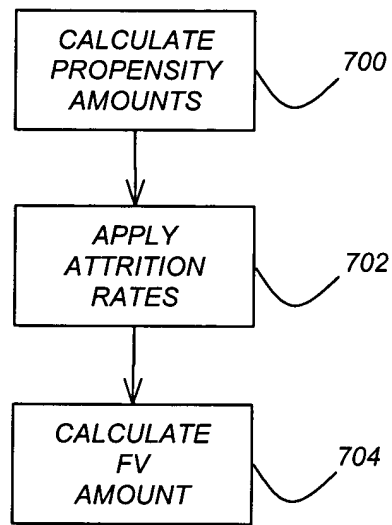 CALCULATE
PROPENSITY
AMOUNTS
700
APPLY
ATTRITION
RATES
702
CALCULATE
FV
AMOUNT
704